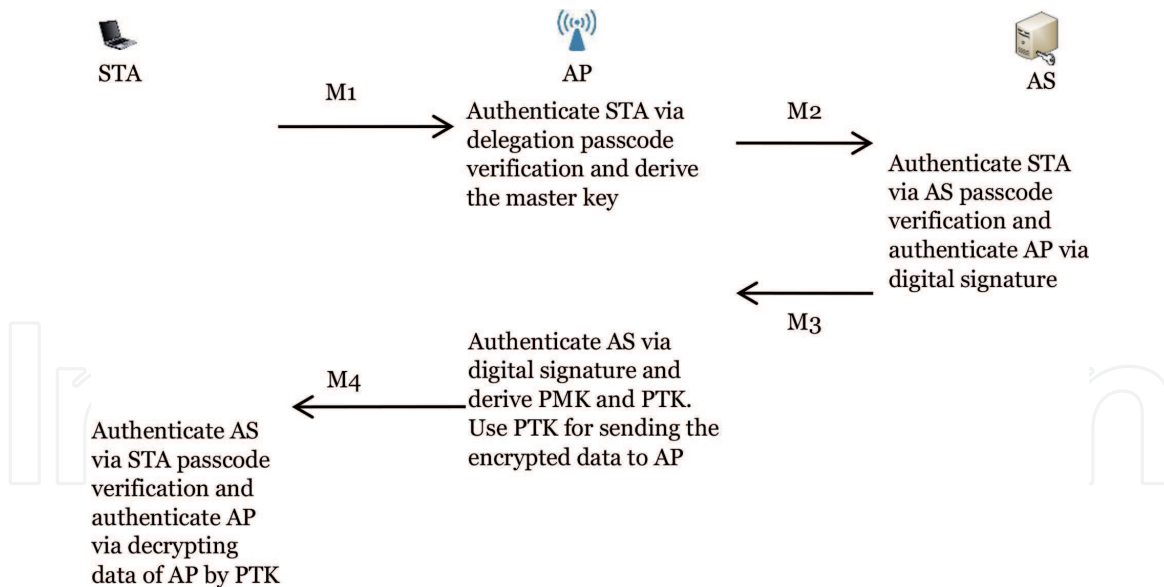 STA
AP
AS
M1
Authenticate STA via
delegation passcode
verification and derive
the master key
M2
Authenticate STA
via AS passcode
verification and
authenticate AP via
digital signature
M3
Authenticate AS via
digital signature and
derive PMK and PTK.
Use PTK for sending the
encrypted data to AP
M4
Authenticate AS
via STA passcode
verification and
authenticate AP
via decrypting
data of AP by PTK